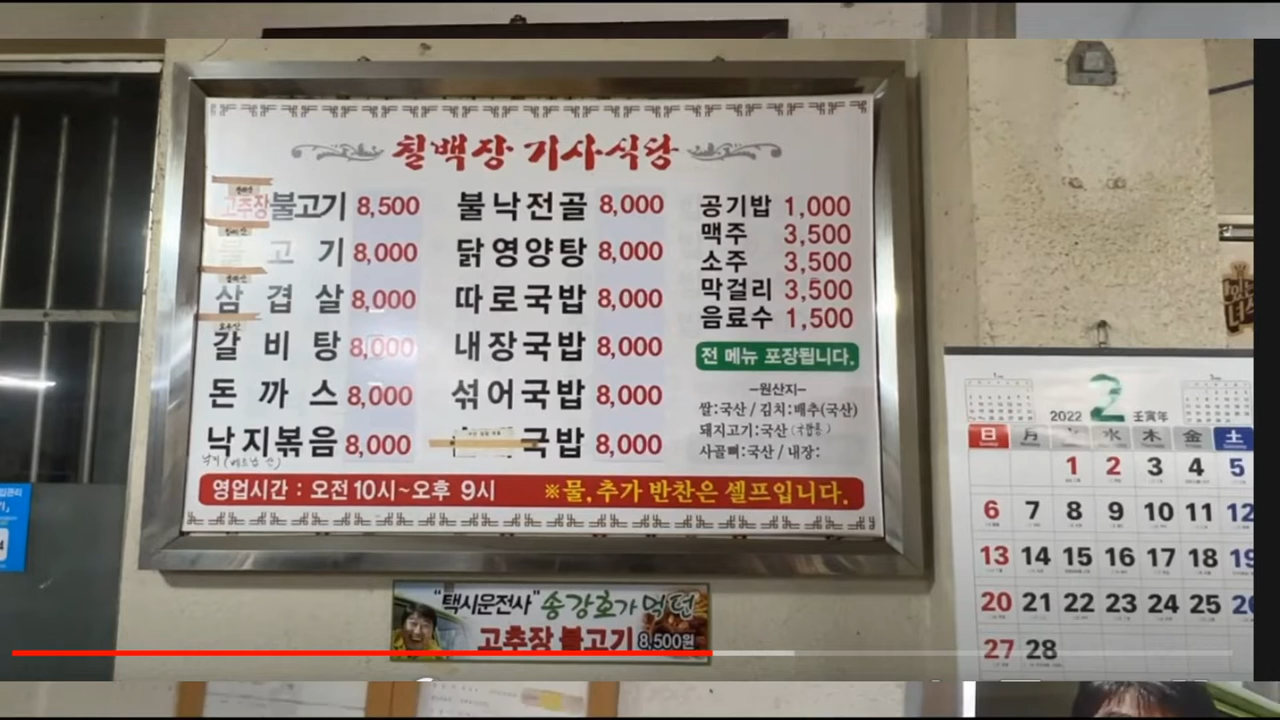 칠백장 기사식당
고추장불고기 8,500
고 기 8,000
삼 겹 살 8,000
갈 비 탕 8,000
돈 까 스 8,000
낙지볶음 8,000
불낙전골 8,000
닭영양탕 8,000
따로국밥 8,000
내장국밥 8,000
섞어국밥 8,000
국밥 8,000
공기밥 1,000
맥주 3,500
소주 3,500
막걸리 3,500
음료수 1,500
전 메뉴 포장됩니다.
-원산지-
쌀:국산 / 김치:배추(국산)
돼지고기:국산
사골뼈:국산 / 내장:
영업시간 : 오전10시~오후 9시 ※물, 추가 반찬은 셀프입니다.
"택시운전사" 송강호가 먹던
고추장 불고기 8,500원
2022 2 壬寅年
日 月 火 水 木 金 土
1 2 3 4 5
6 7 8 9 10 11 12
13 14 15 16 17 18 19
20 21 22 23 24 25 26
27 28